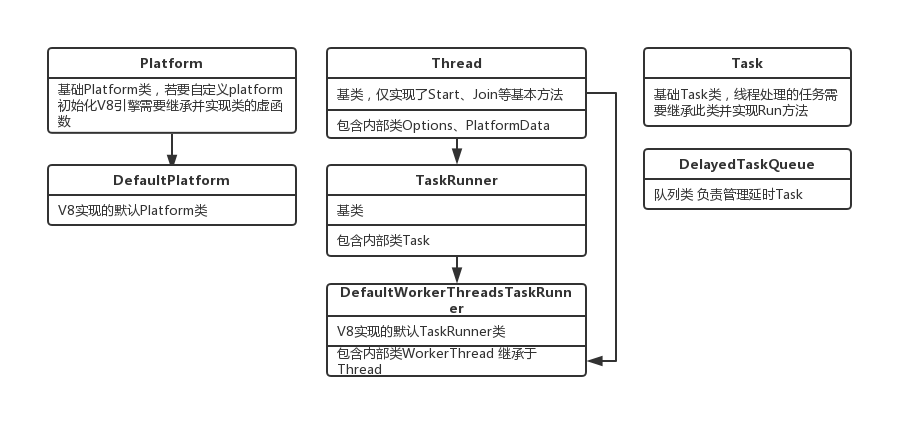 Platform
基础Platform类，若要自定义platform
初始化V8引擎需要继承并实现类的虚函
数
DefaultPlatform
V8实现的默认Platform类
Thread
基类，仅实现了Start、Join等基本方法
包含内部类Options、PlatformData
TaskRunner
基类
包含内部类Task
DefaultWorkerThreadsTaskRunn
er
V8实现的默认TaskRunner类
包含内部类WorkerThread 继承于
Thread
Task
基础Task类，线程处理的任务需
要继承此类并实现Run方法
DelayedTaskQueue
队列类 负责管理延时Task